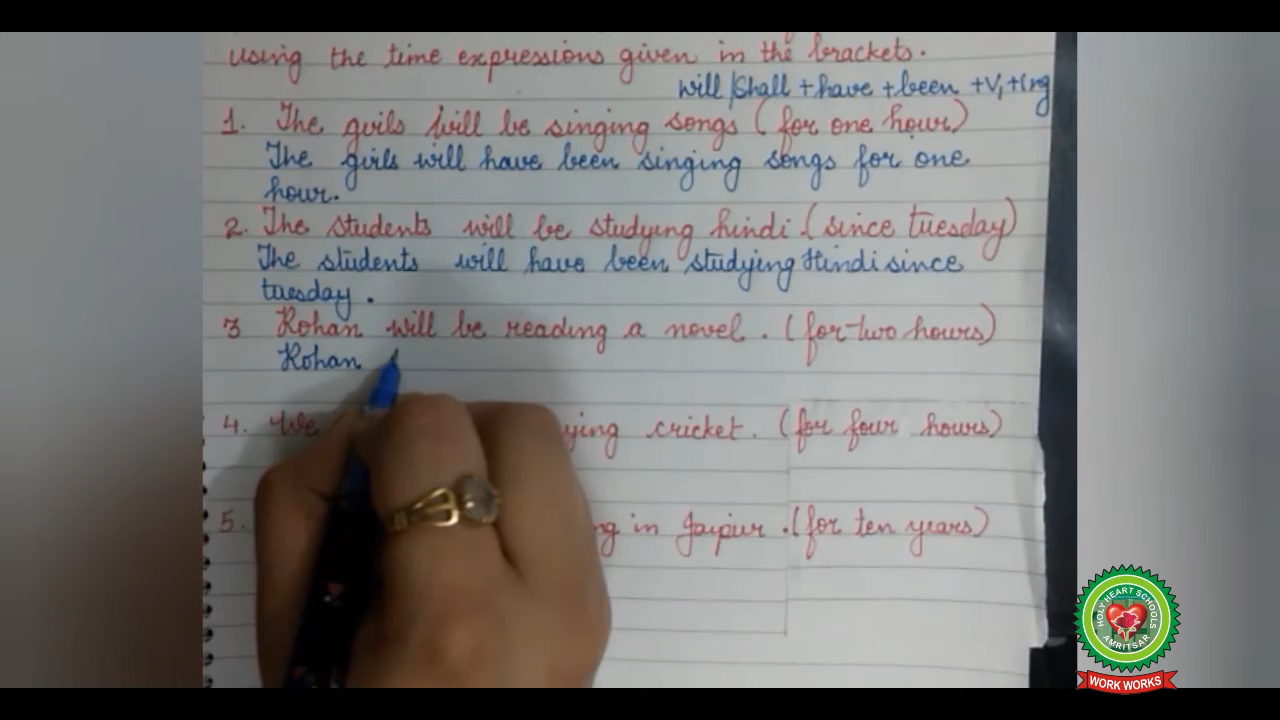 using the time expressions given in the brackets.
will/Shall + have + been + V1 + ing
1. The girls will be singing songs (for one hour)
The girls will have been singing songs for one
hour.
2. The students will be studying hindi. (since tuesday)
The students will have been studying Hindi since
tuesday.
3 Rohan will be reading a novel. (for two hours)
Rohan
4. We ying cricket. (for four hours)
5. ng in Jaipur. (for ten years)
HOLY HEART SCHOOLS
AMRITSAR
WORK WORKS